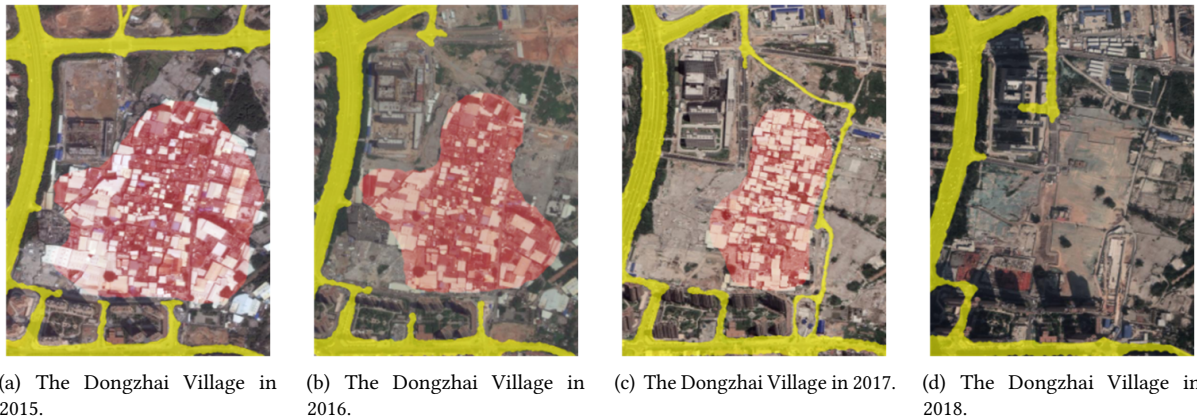 (a) The Dongzhai Village in
2015.
(b) The Dongzhai Village in
2016.
(c) The Dongzhai Village in 2017.
(d) The Dongzhai Village in
2018.